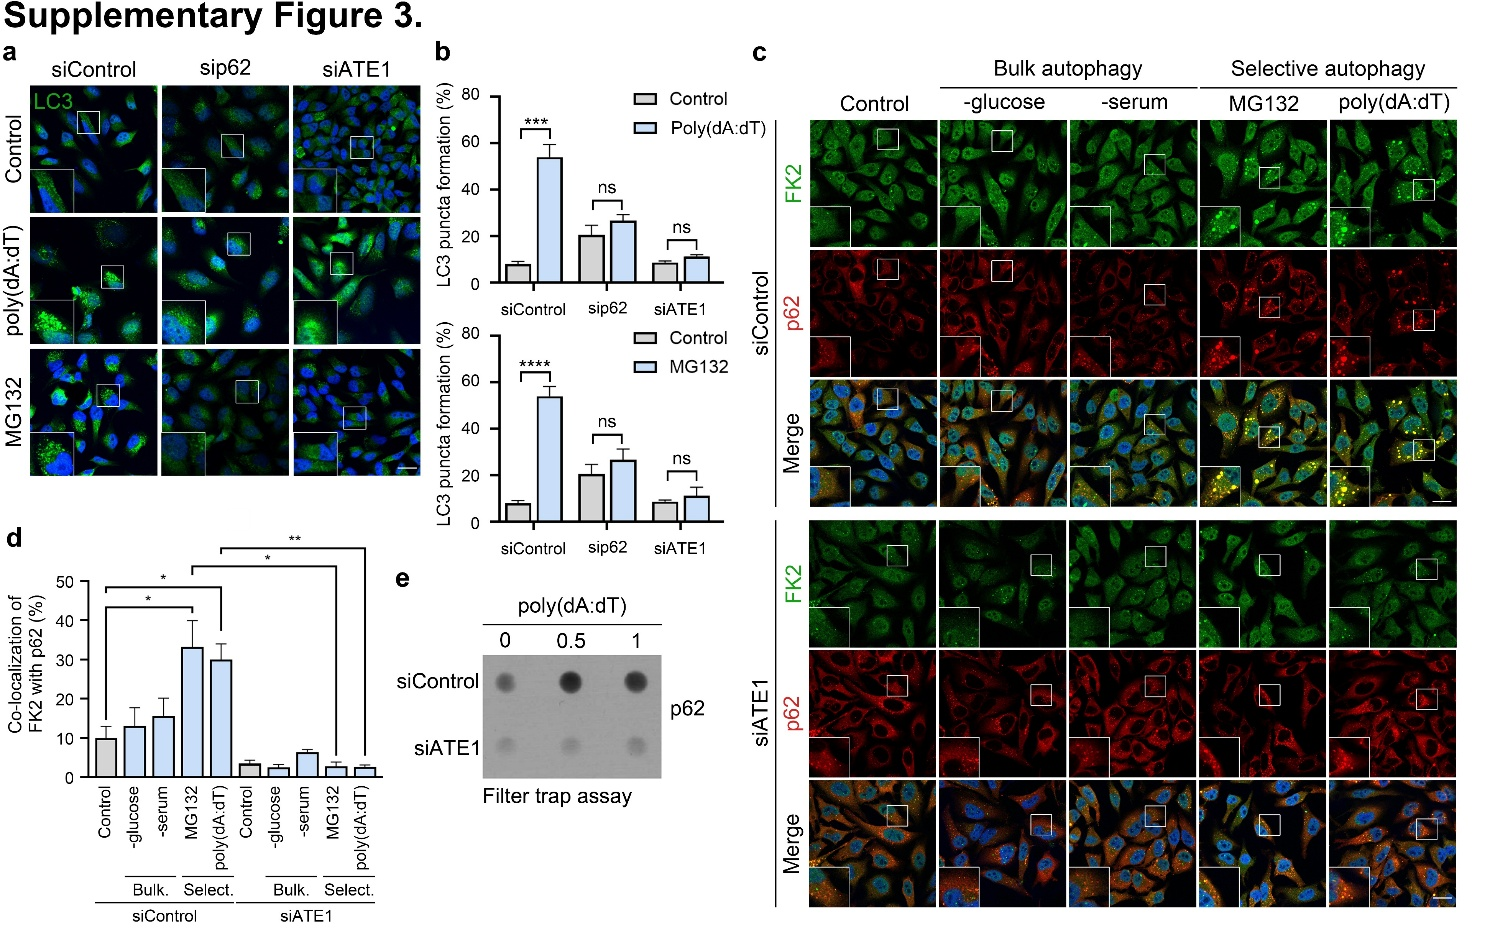 Supplementary Figure 3.
a
siControl
sip62
siATE1
LC3
Control
poly(dA:dT)
MG132
b
LC3 puncta formation (%)
80
60
40
20
0
Control
Poly(dA:dT)
***
ns
ns
siControl
sip62
siATE1
LC3 puncta formation (%)
80
60
40
20
0
Control
MG132
****
ns
ns
siControl
sip62
siATE1
c
Bulk autophagy
Selective autophagy
Control
-glucose
-serum
MG132
poly(dA:dT)
siControl
FK2
p62
Merge
siATE1
FK2
p62
Merge
d
Co-localization of
FK2 with p62 (%)
50
40
30
20
10
0
**
*
*
*
Control
-glucose
-serum
MG132
poly(dA:dT)
Control
-glucose
-serum
MG132
poly(dA:dT)
Bulk.
Select.
Bulk.
Select.
siControl
siATE1
e
poly(dA:dT)
0
0.5
1
siControl
siATE1
p62
Filter trap assay